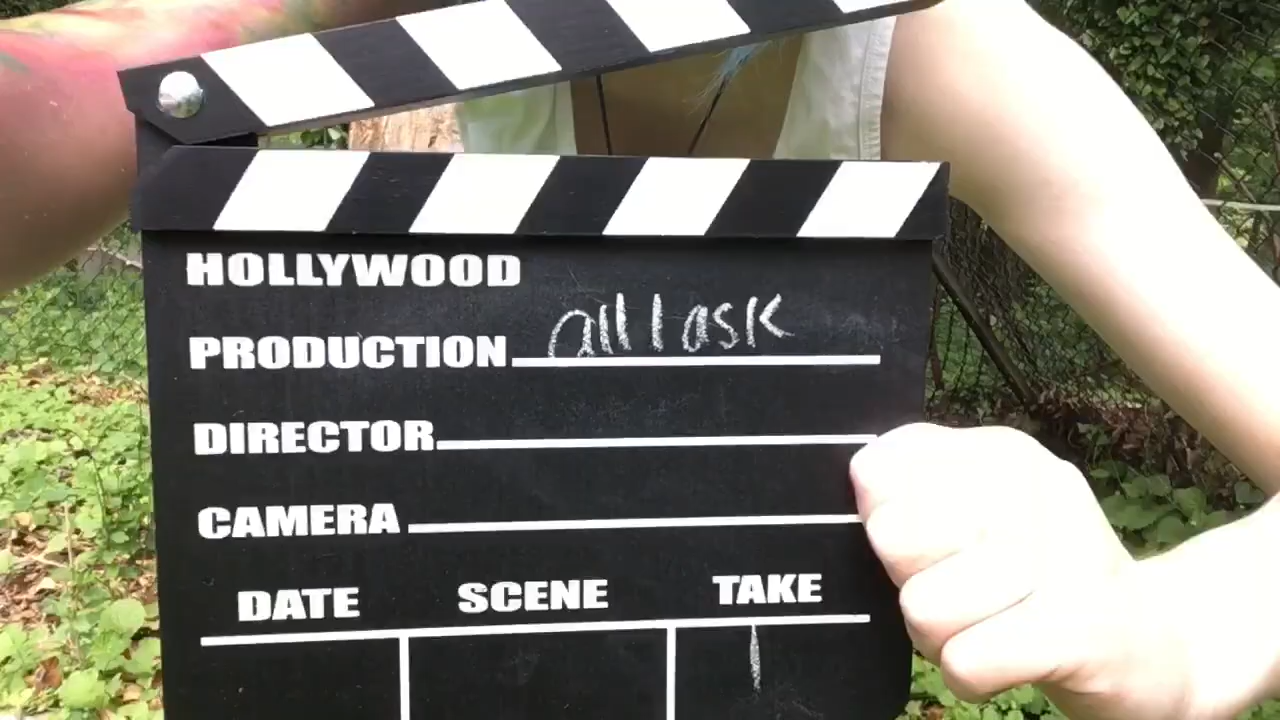 HOLLYWOOD
PRODUCTION all I ask
DIRECTOR
CAMERA
DATE SCENE TAKE
1